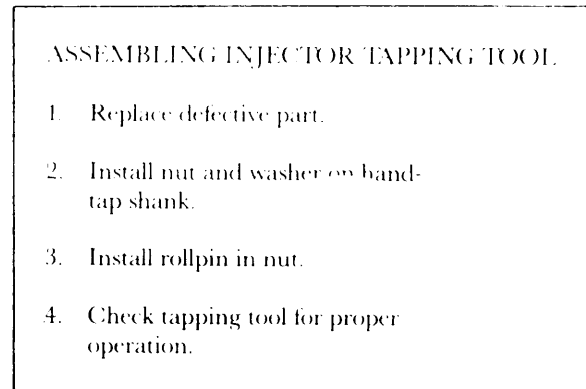 ASSEMBLING INJECTOR TAPPING TOOL
1. Replace defective part.
2. Install nut and washer on hand-
tap shank.
3. Install rollpin in nut.
4. Check tapping tool for proper
operation.